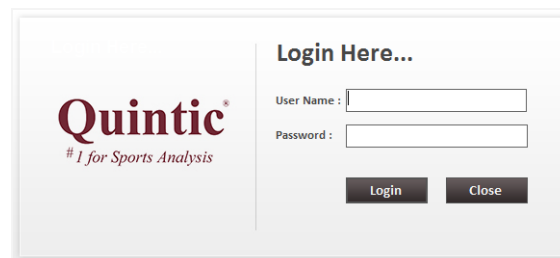 Quintic®
#1 for Sports Analysis
Login Here...
User Name :
Password :
Login Close